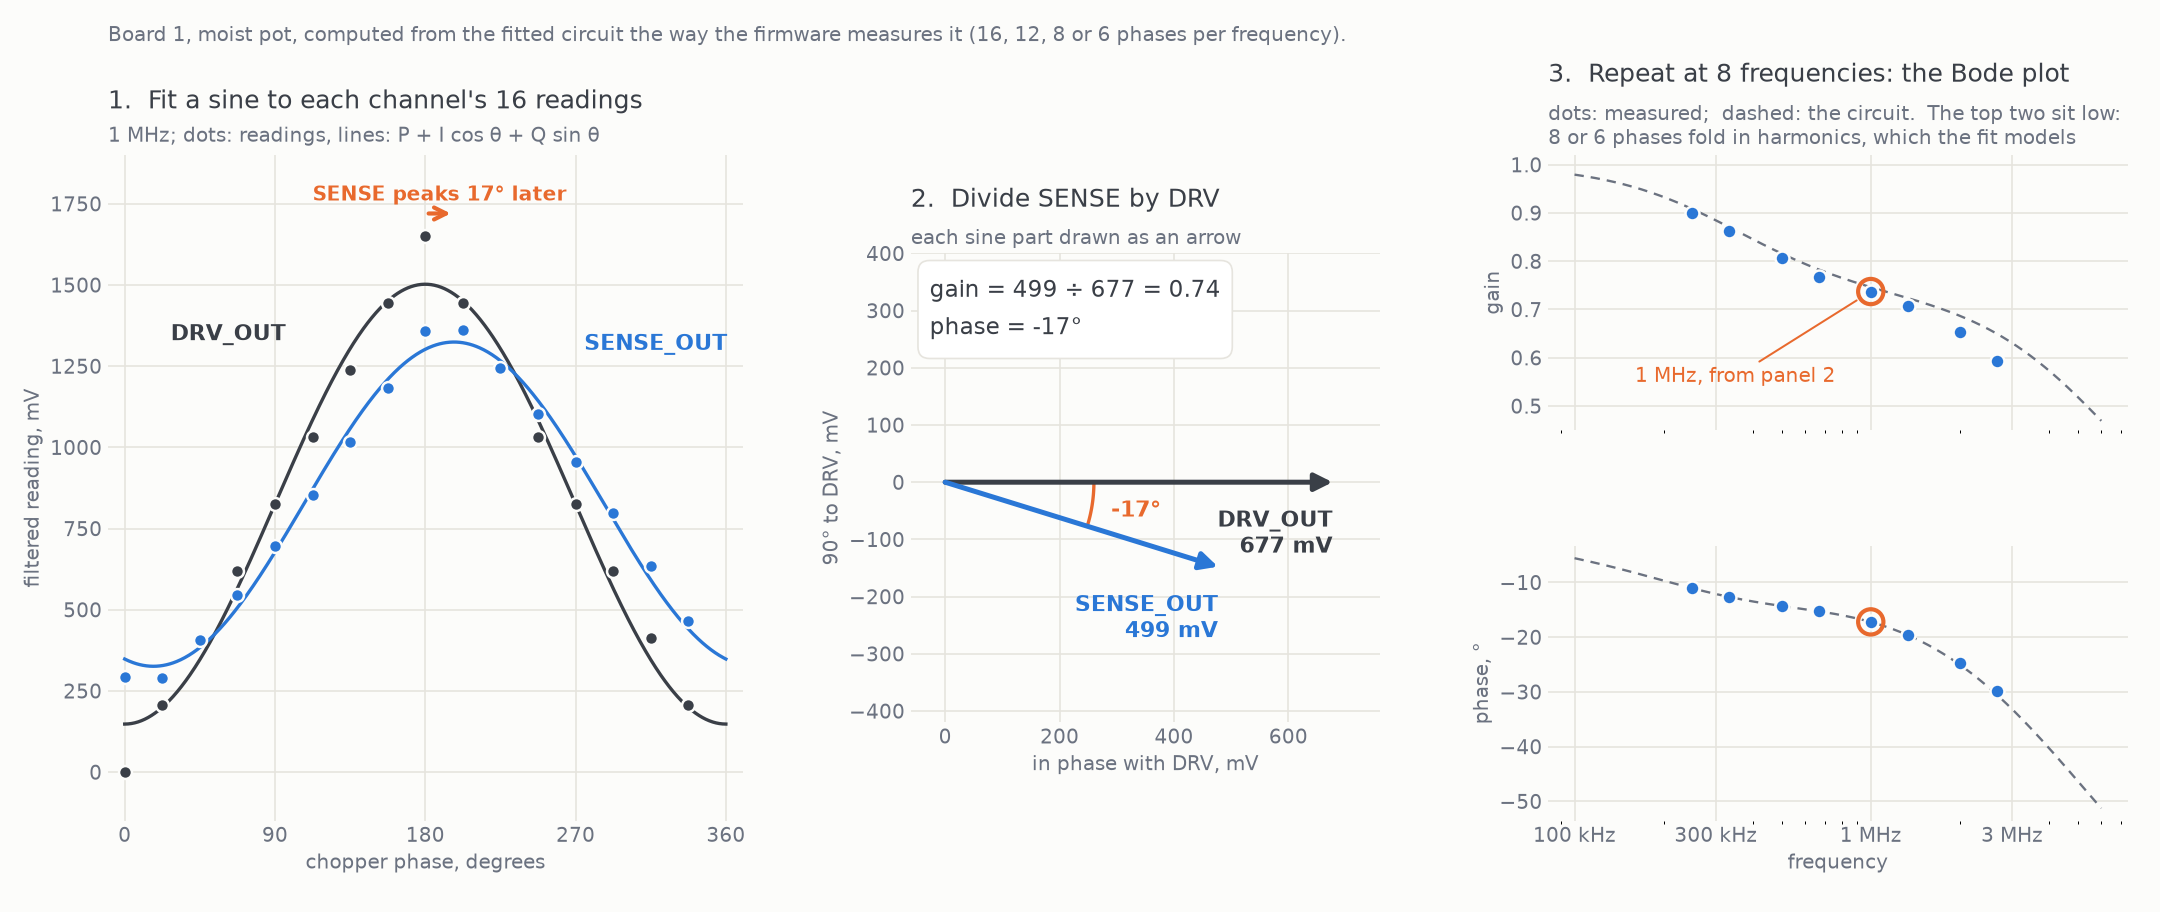 Board 1, moist pot, computed from the fitted circuit the way the firmware measures it (16, 12, 8 or 6 phases per frequency).
1.  Fit a sine to each channel's 16 readings
1 MHz; dots: readings, lines: P + I cos θ + Q sin θ
SENSE peaks 17° later
DRV_OUT
SENSE_OUT
1750
1500
1250
1000
750
500
250
0
filtered reading, mV
0 90 180 270 360
chopper phase, degrees
2.  Divide SENSE by DRV
each sine part drawn as an arrow
gain = 499 ÷ 677 = 0.74
phase = -17°
400
300
200
100
0
−100
−200
−300
−400
90° to DRV, mV
-17°
DRV_OUT
677 mV
SENSE_OUT
499 mV
0 200 400 600
in phase with DRV, mV
3.  Repeat at 8 frequencies: the Bode plot
dots: measured;  dashed: the circuit.  The top two sit low:
8 or 6 phases fold in harmonics, which the fit models
1.0
0.9
0.8
0.7
0.6
0.5
gain
1 MHz, from panel 2
−10
−20
−30
−40
−50
phase, °
100 kHz 300 kHz 1 MHz 3 MHz
frequency